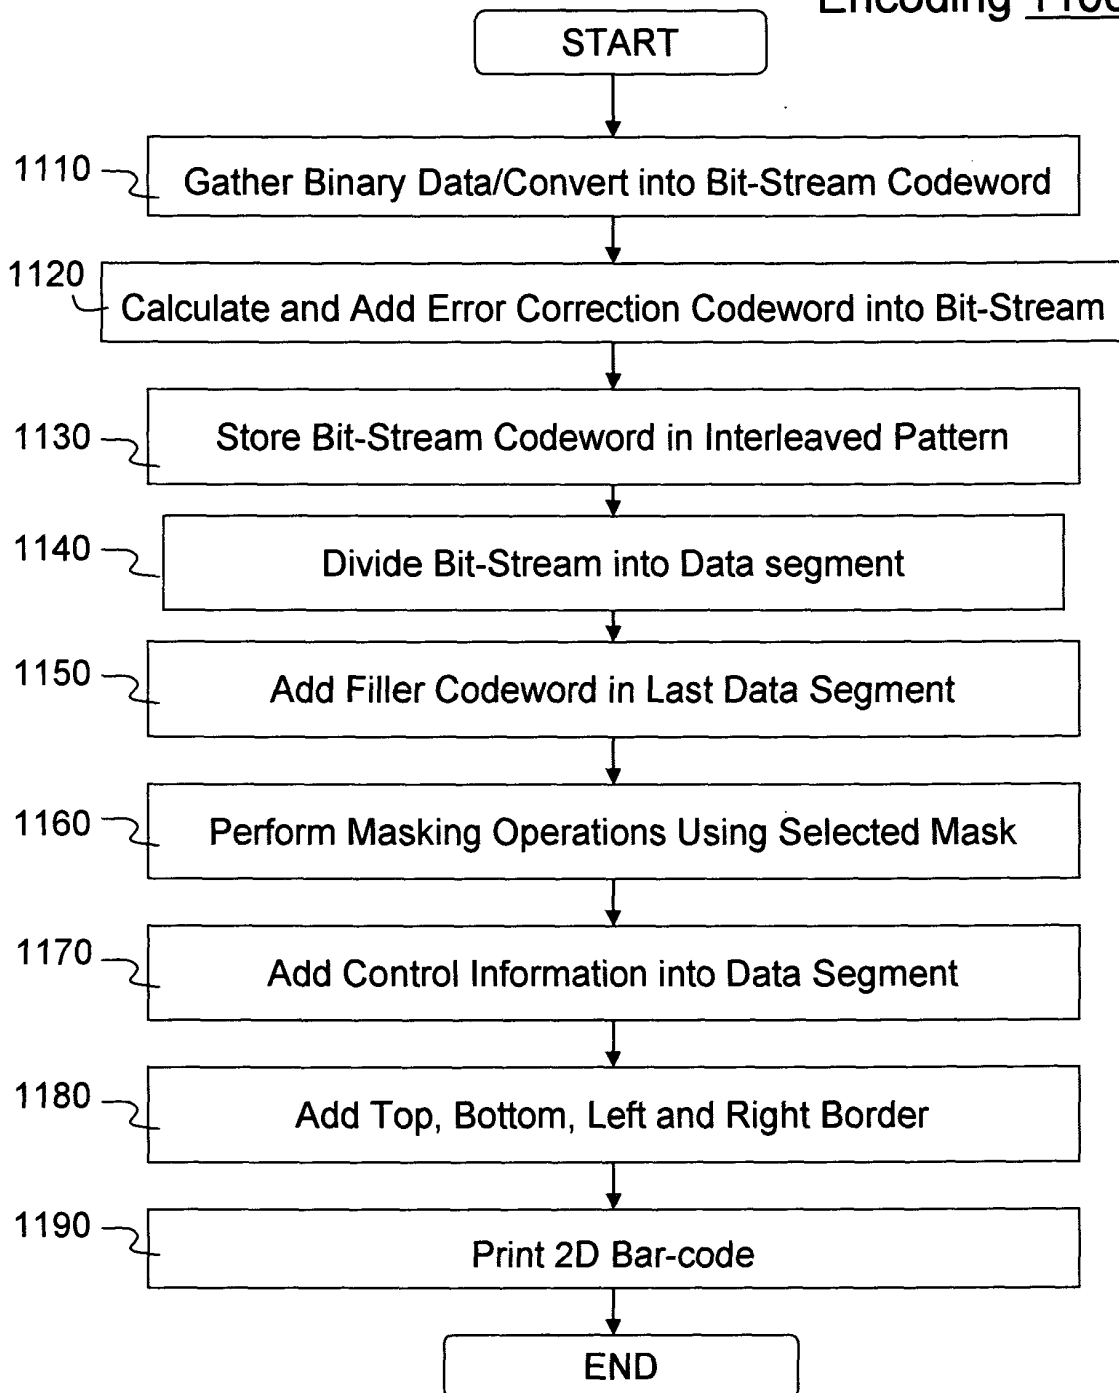 Encoding 1100
START
1110
Gather Binary Data/Convert into Bit-Stream Codeword
1120
Calculate and Add Error Correction Codeword into Bit-Stream
1130
Store Bit-Stream Codeword in Interleaved Pattern
1140
Divide Bit-Stream into Data segment
1150
Add Filler Codeword in Last Data Segment
1160
Perform Masking Operations Using Selected Mask
1170
Add Control Information into Data Segment
1180
Add Top, Bottom, Left and Right Border
1190
Print 2D Bar-code
END